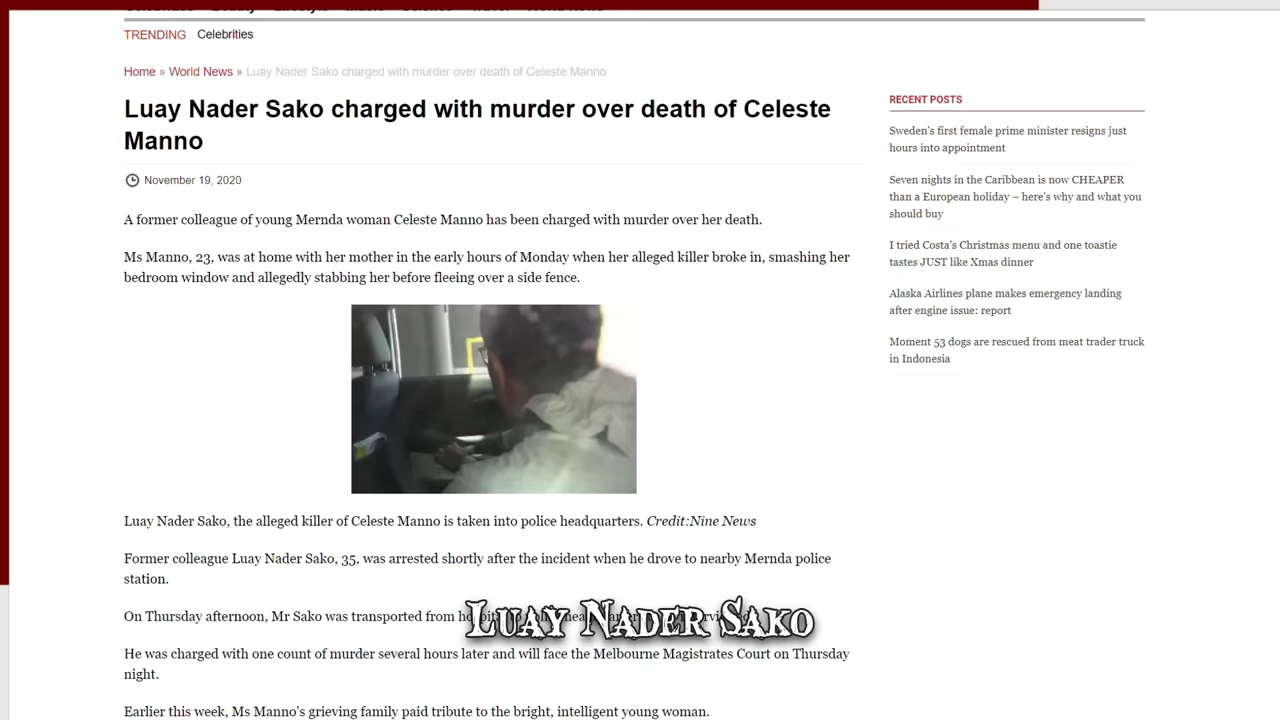 TRENDING Celebrities
Home » World News » Luay Nader Sako charged with murder over death of Celeste Manno
Luay Nader Sako charged with murder over death of Celeste
Manno
November 19, 2020
A former colleague of young Mernda woman Celeste Manno has been charged with murder over her death.
Ms Manno, 23, was at home with her mother in the early hours of Monday when her alleged killer broke in, smashing her
bedroom window and allegedly stabbing her before fleeing over a side fence.
Luay Nader Sako, the alleged killer of Celeste Manno is taken into police headquarters. Credit:Nine News
Former colleague Luay Nader Sako, 35, was arrested shortly after the incident when he drove to nearby Mernda police
station.
On Thursday afternoon, Mr Sako was transported from
Luay Nader Sako
He was charged with one count of murder several hours later and will face the Melbourne Magistrates Court on Thursday
night.
Earlier this week, Ms Manno's grieving family paid tribute to the bright, intelligent young woman.
RECENT POSTS
Sweden's first female prime minister resigns just
hours into appointment
Seven nights in the Caribbean is now CHEAPER
than a European holiday – here's why and what you
should buy
I tried Costa's Christmas menu and one toastie
tastes JUST like Xmas dinner
Alaska Airlines plane makes emergency landing
after engine issue: report
Moment 53 dogs are rescued from meat trader truck
in Indonesia